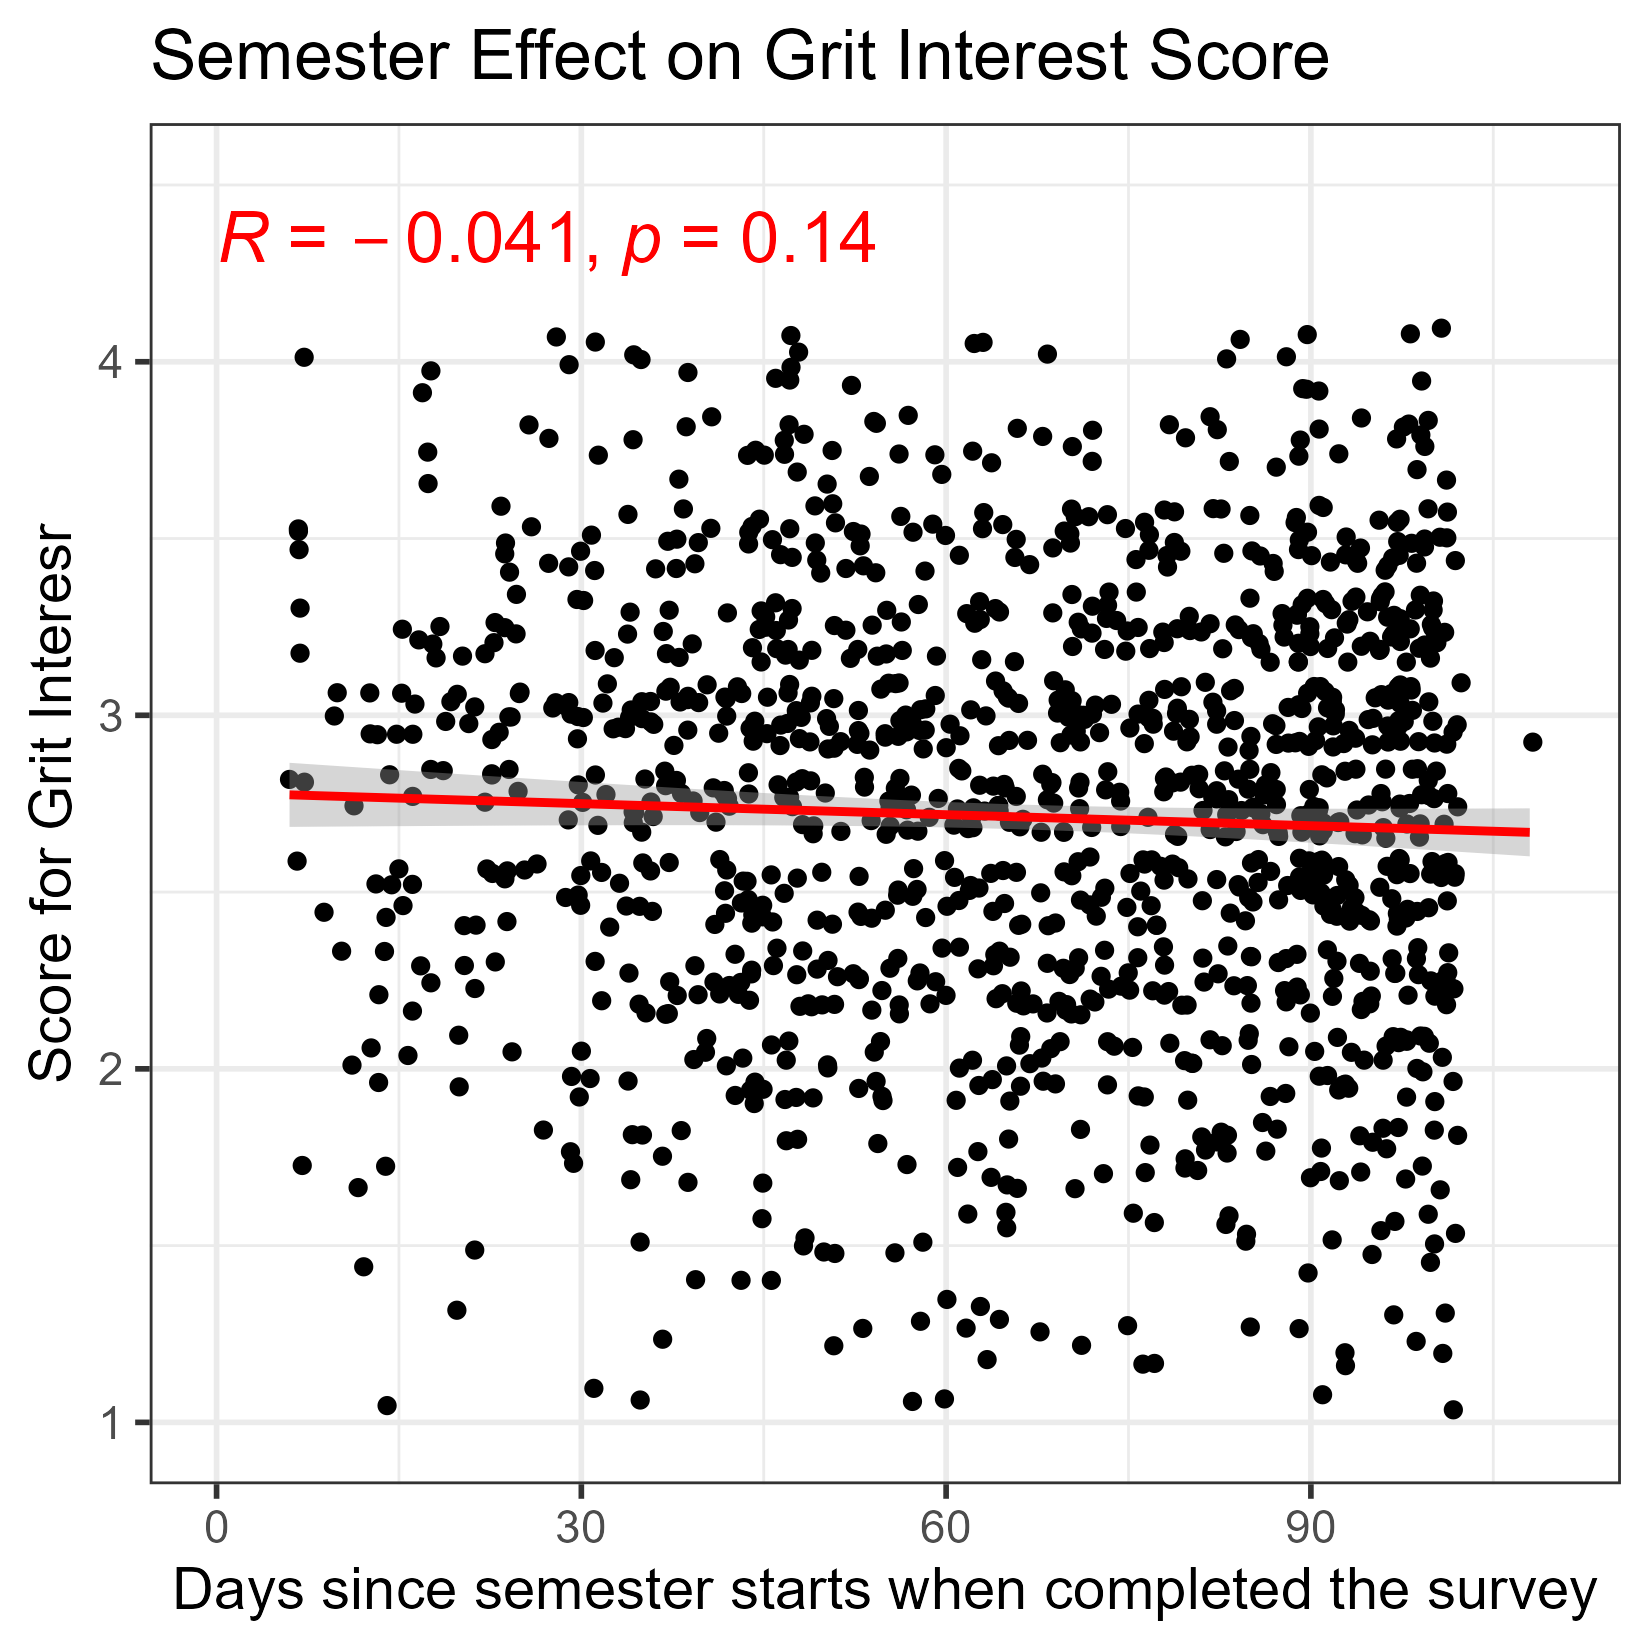 Semester Effect on Grit Interest Score
R = − 0.041, p = 0.14
4
3
2
1
Score for Grit Interesr
0 30 60 90
Days since semester starts when completed the survey